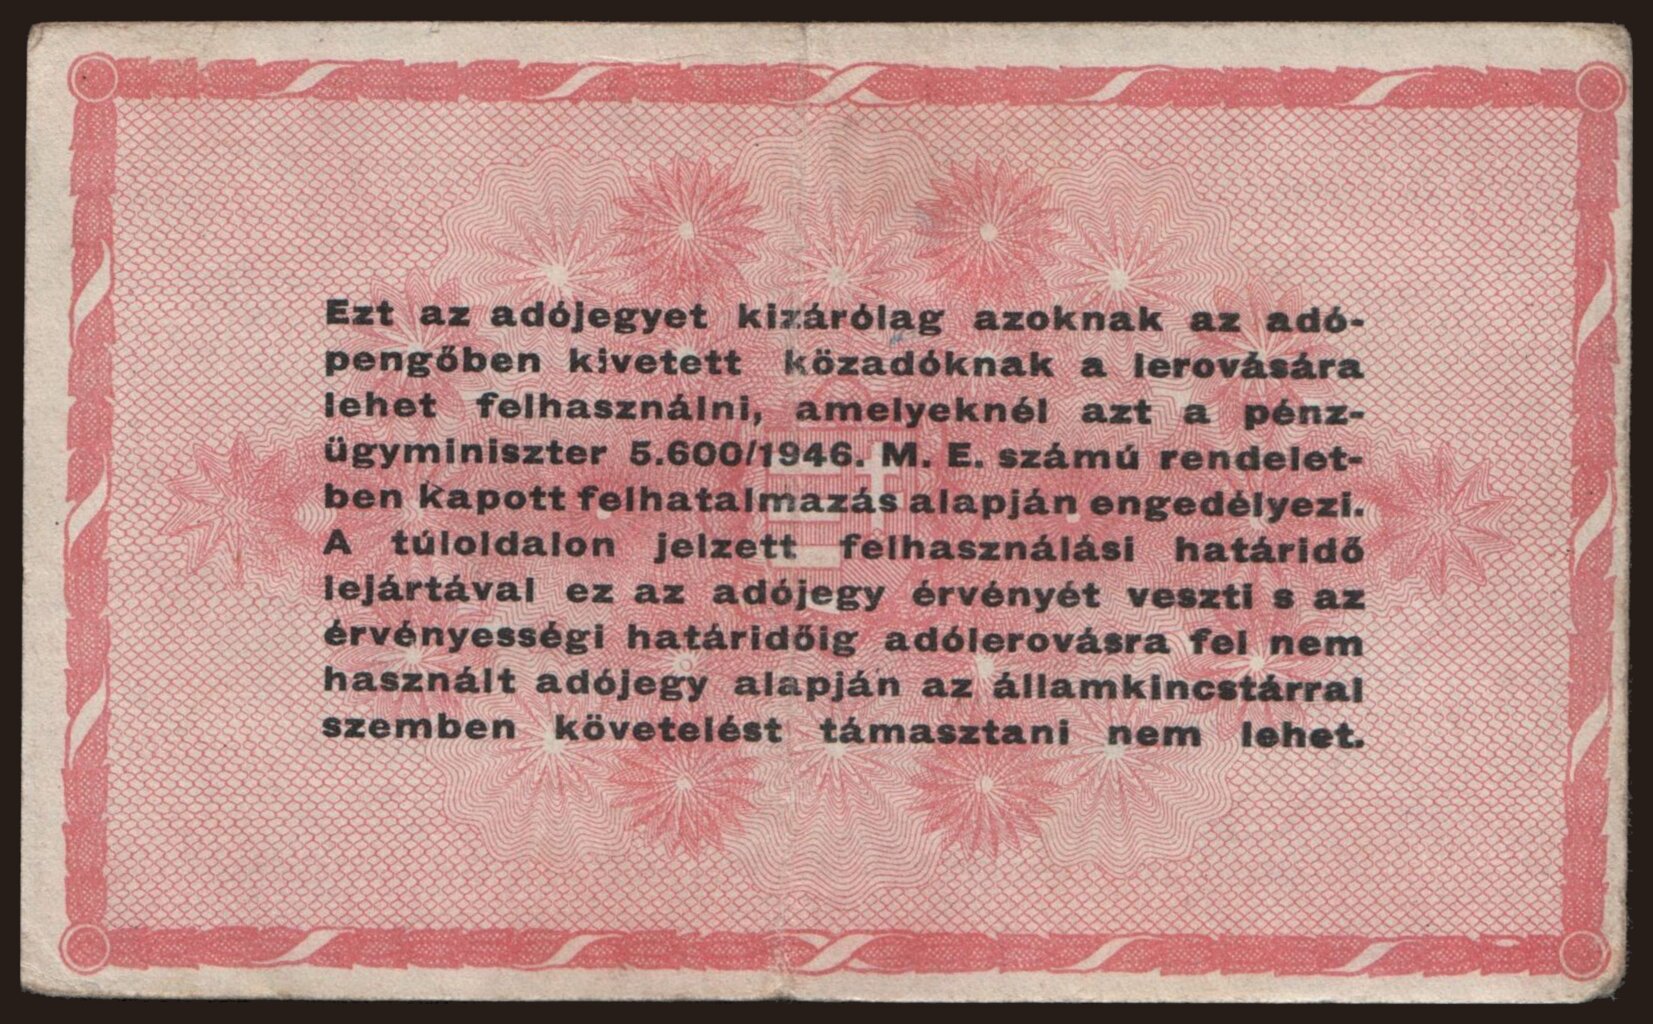 Ezt az adójegyet kizárólag azoknak az adó-
pengőben kivetett közadóknak a lerovására
lehet felhasználni, amelyeknél azt a pénz-
ügyminiszter 5.600/1946. M. E. számú rendelet-
ben kapott felhatalmazás alapján engedélyezi.
A túloldalon jelzett felhasználási határidő
lejártával ez az adójegy érvényét veszti s az
érvényességi határidőig adólerovásra fel nem
használt adójegy alapján az államkincstárral
szemben követelést támasztani nem lehet.